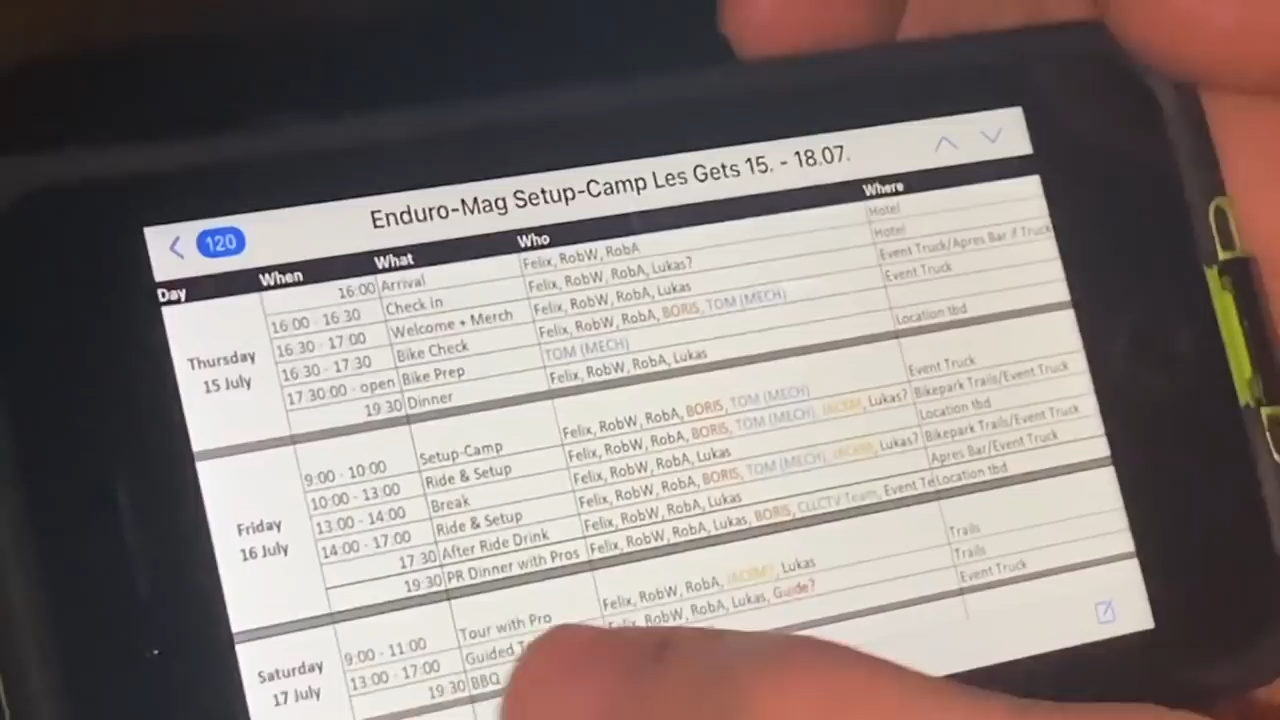 120
Enduro-Mag Setup-Camp Les Gets 15. - 18.07.
Day When What Who Where
Thursday 15 July
16:00 Arrival Felix, RobW, RobA Hotel
16:00 - 16:30 Check in Felix, RobW, RobA, Lukas? Hotel
16:30 - 17:00 Welcome + Merch Felix, RobW, RobA, Lukas Event Truck/Apres Bar if Truck
16:30 - 17:30 Bike Check Felix, RobW, RobA, BORIS, TOM (MECH) Event Truck
17 30:00 - open Bike Prep TOM (MECH)
19 30 Dinner Felix, RobW, RobA, Lukas Location tbd
Friday 16 July
9:00 - 10:00 Setup-Camp Felix, RobW, RobA, BORIS, TOM (MECH) Event Truck
10:00 - 13:00 Ride & Setup Felix, RobW, RobA, BORIS, TOM (MECH), Lukas? Bikepark Trails/Event Truck
13:00 - 14:00 Break Felix, RobW, RobA, Lukas Location tbd
14:00 - 17:00 Ride & Setup Felix, RobW, RobA, BORIS, TOM (MECH), Lukas? Bikepark Trails/Event Truck
17 30 After Ride Drink Felix, RobW, RobA, Lukas Apres Bar/Event Truck
19:30 PR Dinner with Pros Felix, RobW, RobA, Lukas, BORIS, Team, Event Location tbd
Saturday 17 July
9:00 - 11:00 Tour with Pro Felix, RobW, RobA, Lukas Trails
13:00 - 17:00 Guided Felix, RobW, RobA, Lukas, Guide? Trails
19 30 BBQ Event Truck